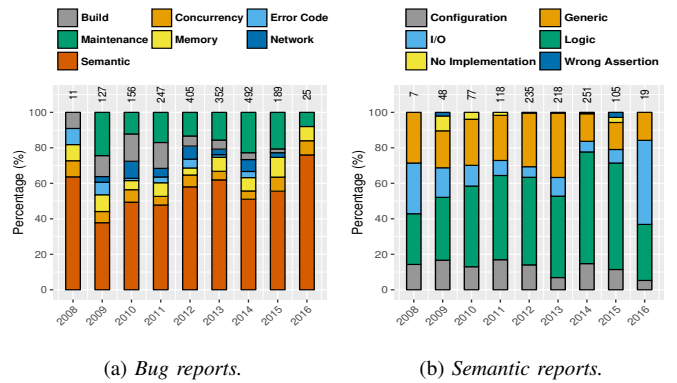 Build
Concurrency
Error Code
Maintenance
Memory
Network
Semantic
11
127
156
247
405
352
492
189
25
Percentage (%)
100
80
60
40
20
0
2008
2009
2010
2011
2012
2013
2014
2015
2016
(a) Bug reports.
Configuration
Generic
I/O
Logic
No Implementation
Wrong Assertion
7
48
77
118
235
218
251
105
19
Percentage (%)
100
80
60
40
20
0
2008
2009
2010
2011
2012
2013
2014
2015
2016
(b) Semantic reports.